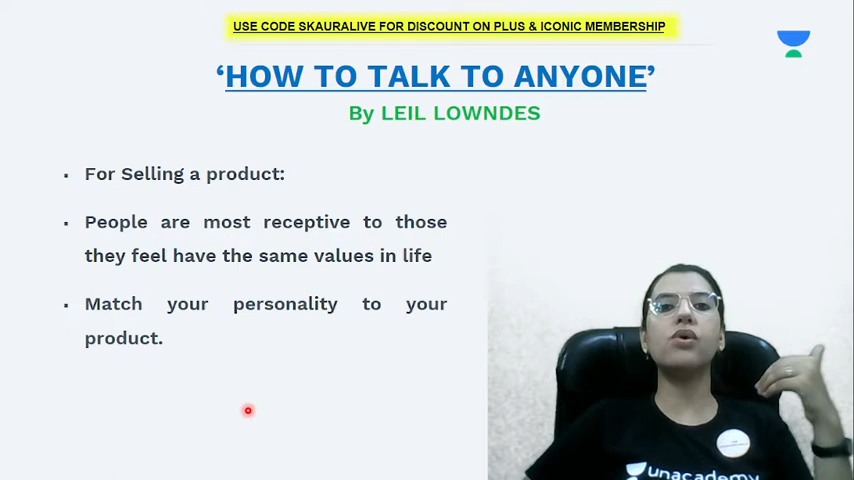 USE CODE SKAURALIVE FOR DISCOUNT ON PLUS & ICONIC MEMBERSHIP
‘HOW TO TALK TO ANYONE’
By LEIL LOWNDES
▪ For Selling a product:
▪ People are most receptive to those
they feel have the same values in life
▪ Match your personality to your
product.
unacademy